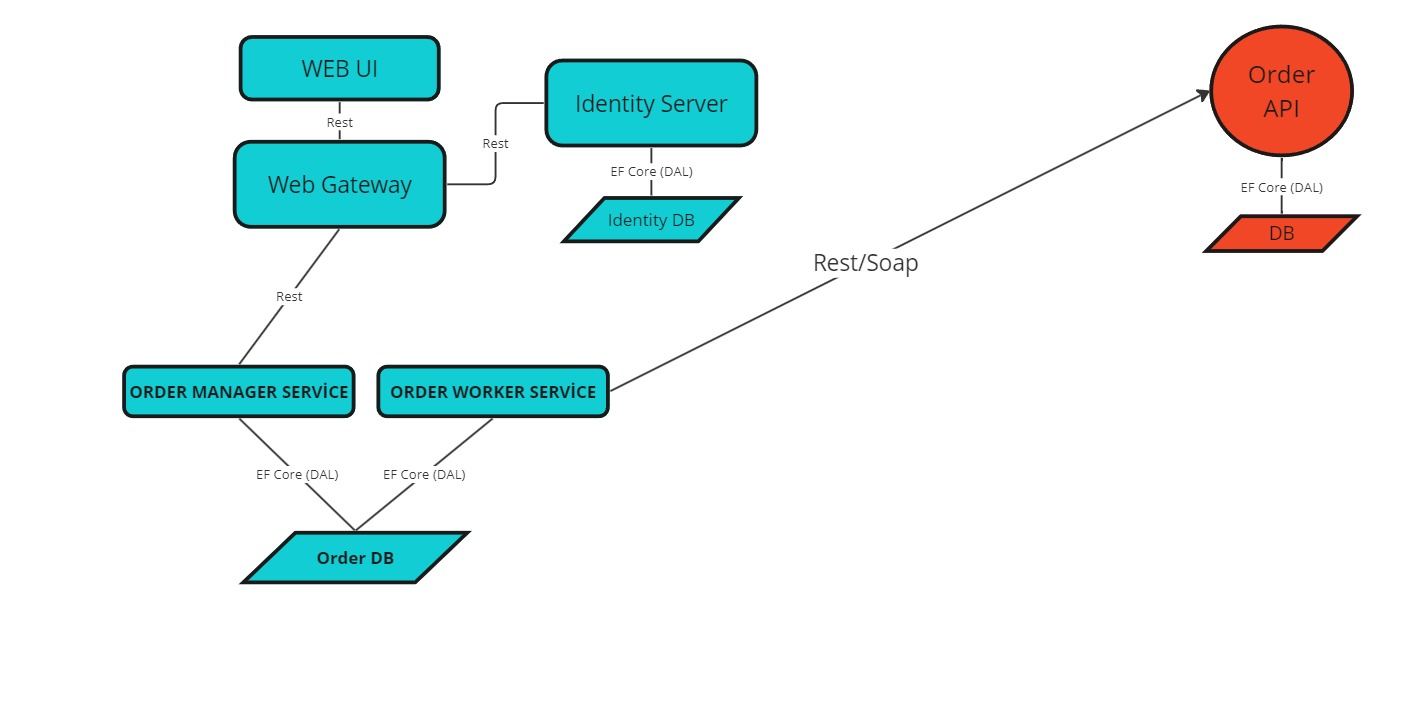 WEB UI
Rest
Web Gateway
Rest
Identity Server
EF Core (DAL)
Identity DB
Order
API
EF Core (DAL)
DB
Rest/Soap
Rest
ORDER MANAGER SERVİCE
ORDER WORKER SERVİCE
EF Core (DAL)
EF Core (DAL)
Order DB